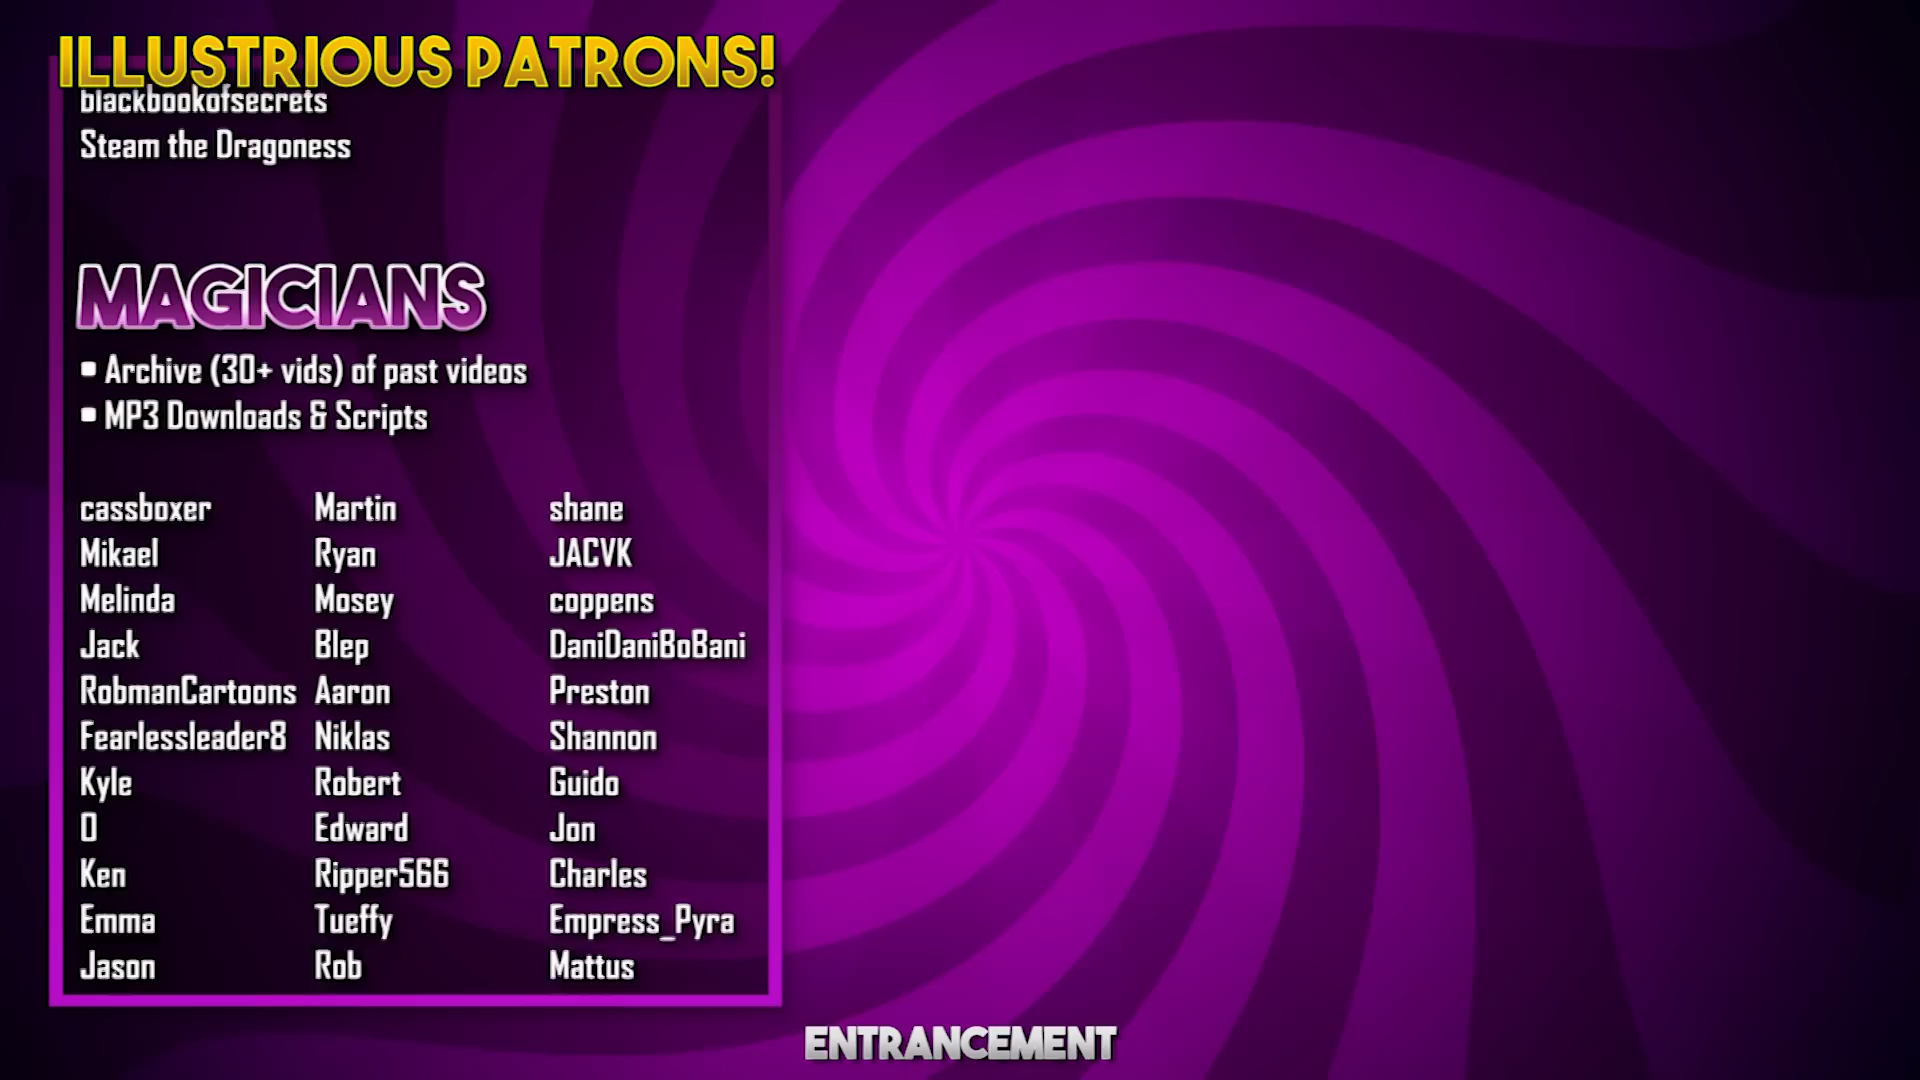 ILLUSTRIOUS PATRONS!
blackbookofsecrets
Steam the Dragoness
MAGICIANS
▪ Archive (30+ vids) of past videos
▪ MP3 Downloads & Scripts
cassboxer Martin shane
Mikael Ryan JACVK
Melinda Mosey coppens
Jack Blep DaniDaniBoBani
RobmanCartoons Aaron Preston
Fearlessleader8 Niklas Shannon
Kyle Robert Guido
O Edward Jon
Ken Ripper566 Charles
Emma Tueffy Empress_Pyra
Jason Rob Mattus
ENTRANCEMENT